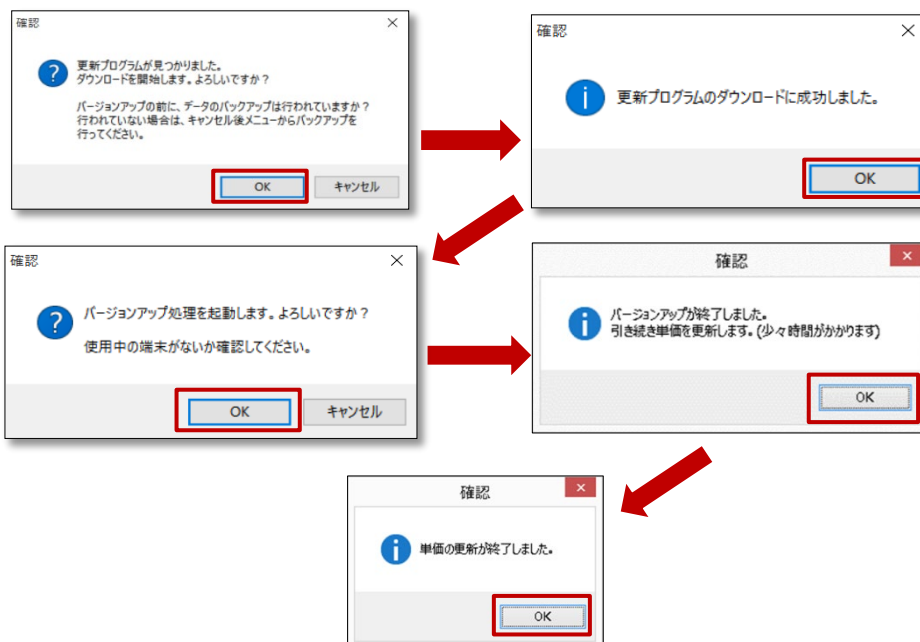 確認
更新プログラムが見つかりました。
ダウンロードを開始します。よろしいですか？
バージョンアップの前に、データのバックアップは行われていますか？
行われていない場合は、キャンセル後メニューからバックアップを
行ってください。
OK
キャンセル
確認
更新プログラムのダウンロードに成功しました。
OK
確認
バージョンアップ処理を起動します。よろしいですか？
使用中の端末がないか確認してください。
OK
キャンセル
確認
バージョンアップが終了しました。
引き続き単価を更新します。(少々時間がかかります)
OK
確認
単価の更新が終了しました。
OK